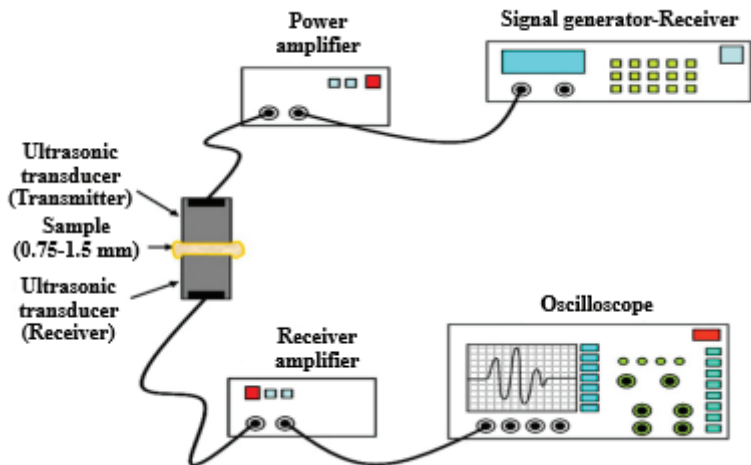 Power
amplifier
Signal generator-Receiver
Ultrasonic
transducer
(Transmitter)
Sample
(0.75-1.5 mm)
Ultrasonic
transducer
(Receiver)
Receiver
amplifier
Oscilloscope